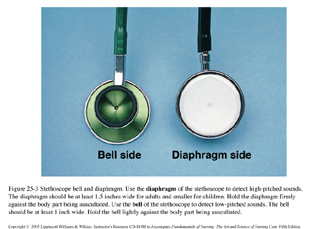 Bell side Diaphragm side
Figure 25-3 Stethoscope bell and diaphragm. Use the diaphragm of the stethoscope to detect high-pitched sounds.
The diaphragm should be at least 1.5 inches wide for adults and smaller for children. Hold the diaphragm firmly
against the body part being auscultated. Use the bell of the stethoscope to detect low-pitched sounds. The bell
should be at least 1 inch wide. Hold the bell lightly against the body part being auscultated.
Copyright © 2005 Lippincott Williams & Wilkins. Instructor's Resource CD-ROM to Accompany Fundamentals of Nursing: The Art and Science of Nursing Care, Fifth Edition.